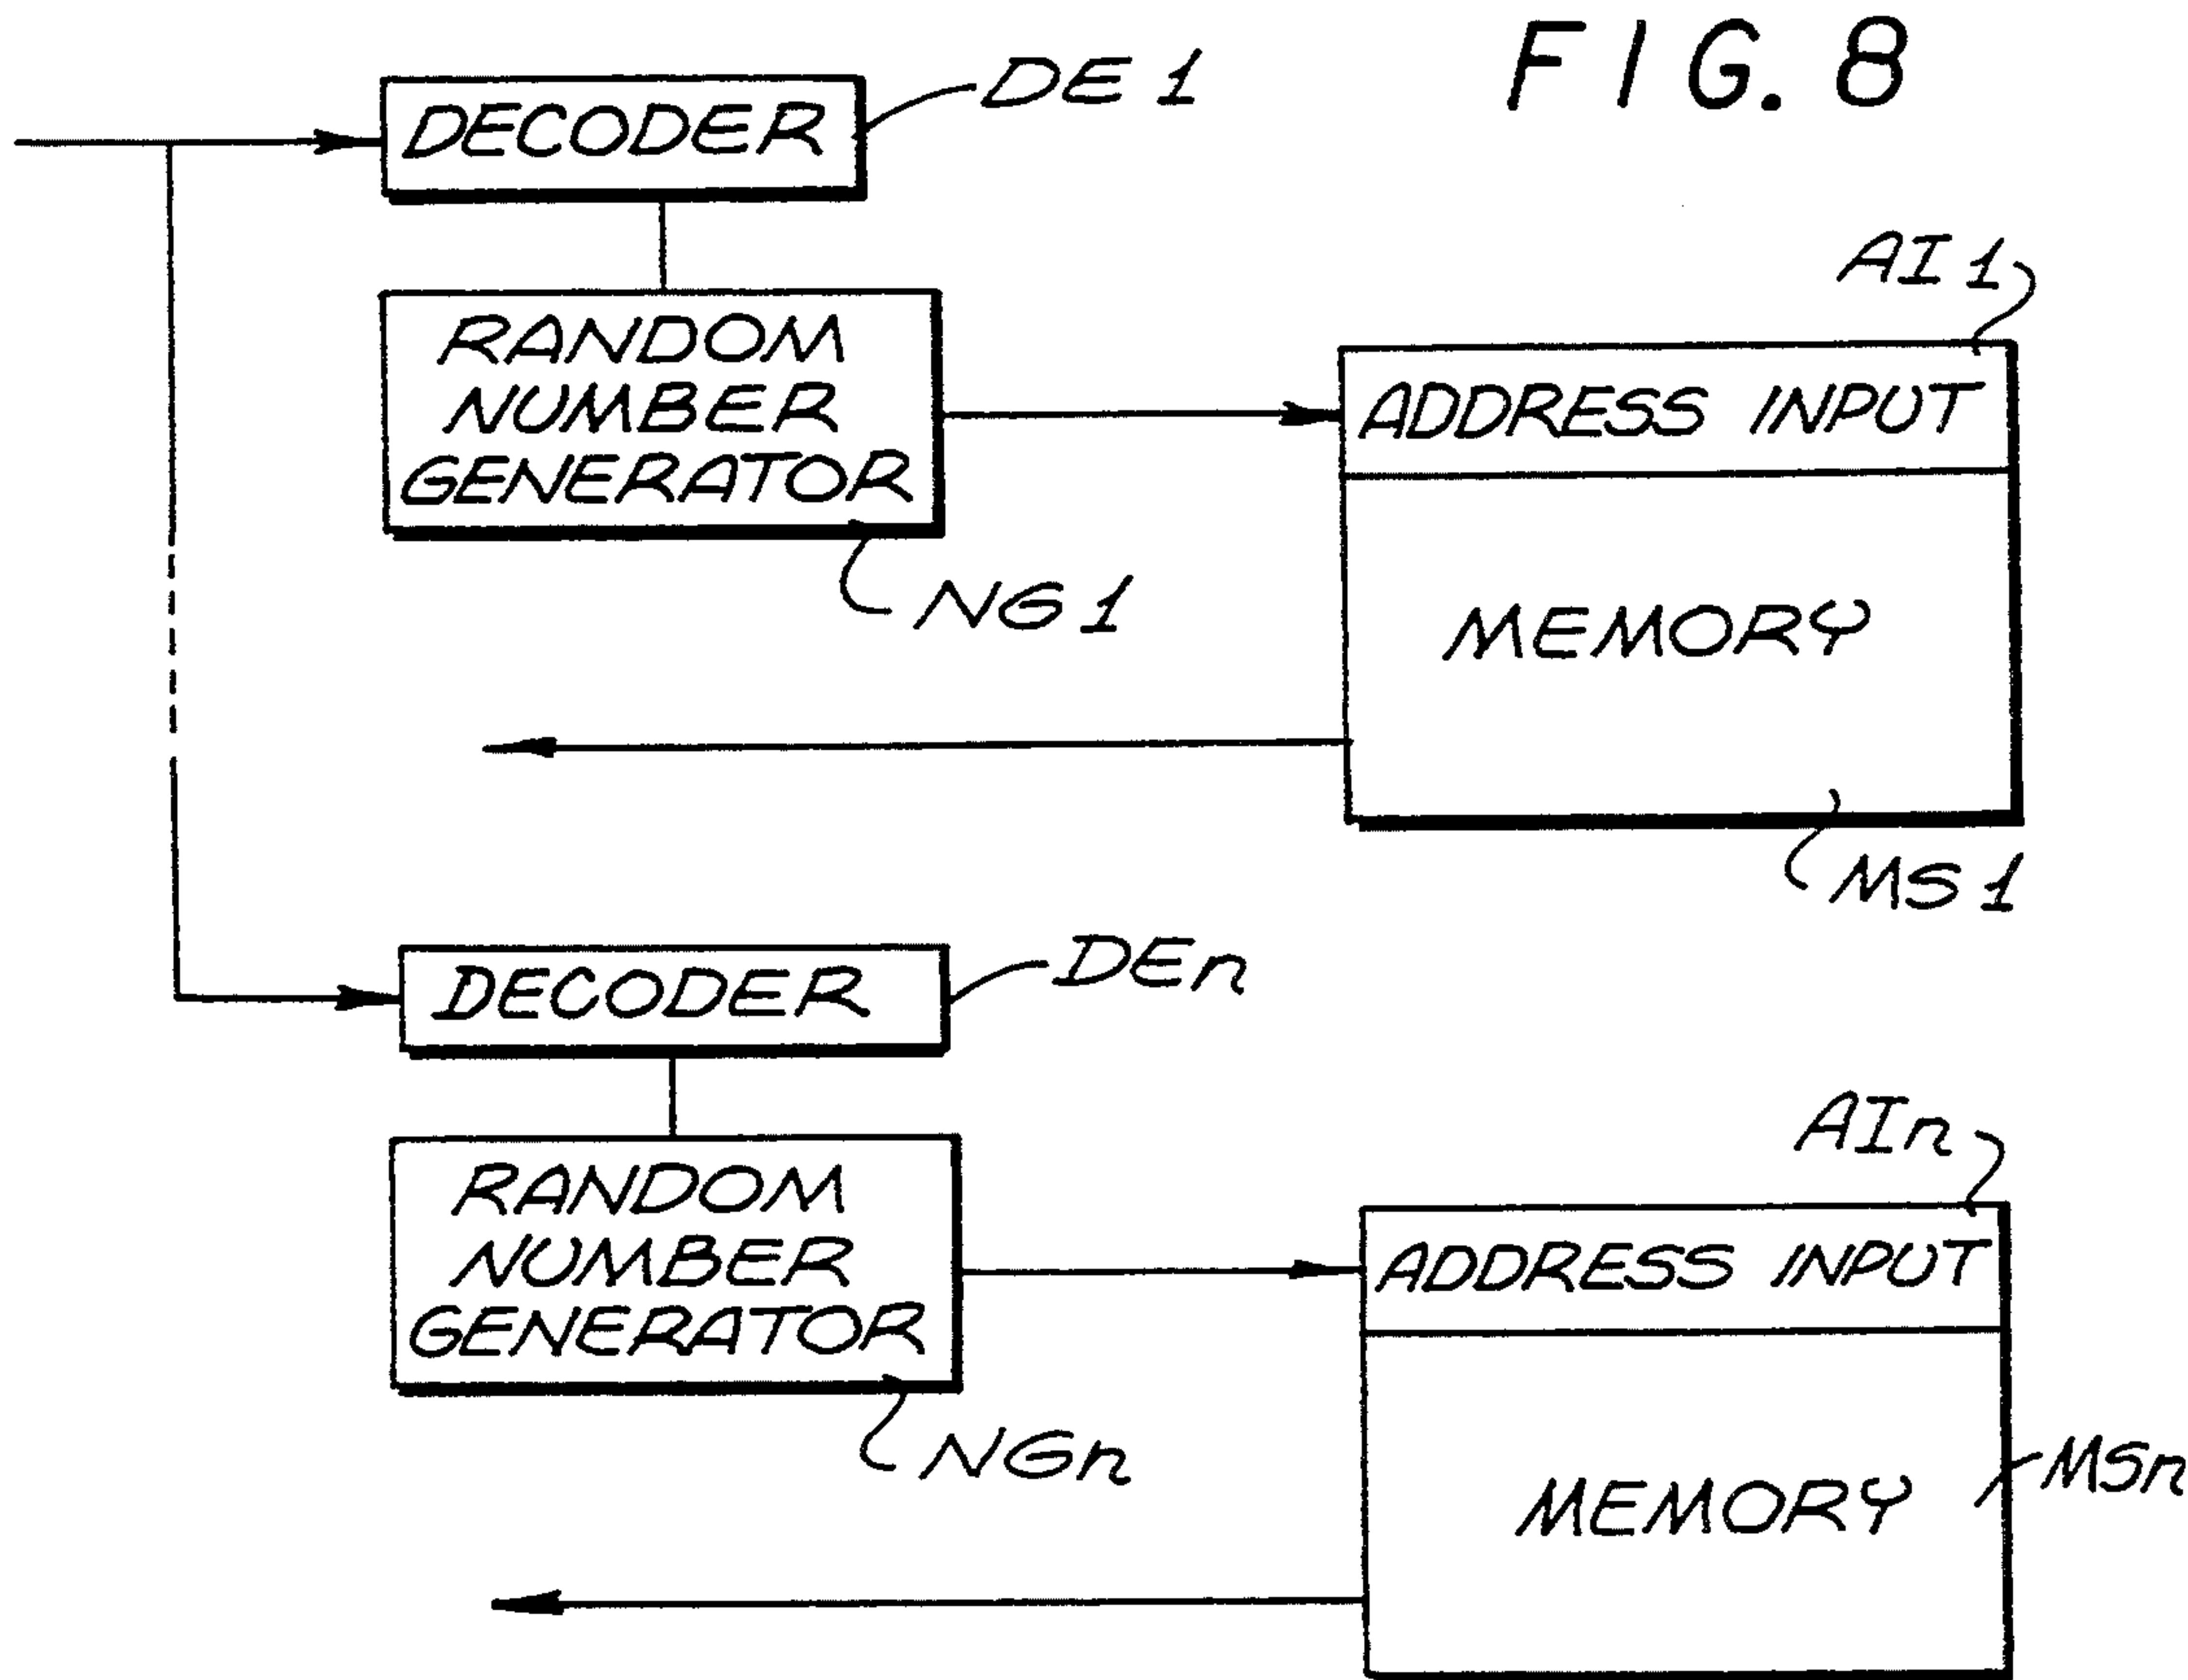 FIG. 8
DECODER
DE 1
RANDOM
NUMBER
GENERATOR
NG 1
AI 1
ADDRESS INPUT
MEMORY
MS 1
DECODER
DEn
RANDOM
NUMBER
GENERATOR
NGn
AIn
ADDRESS INPUT
MEMORY
MSn